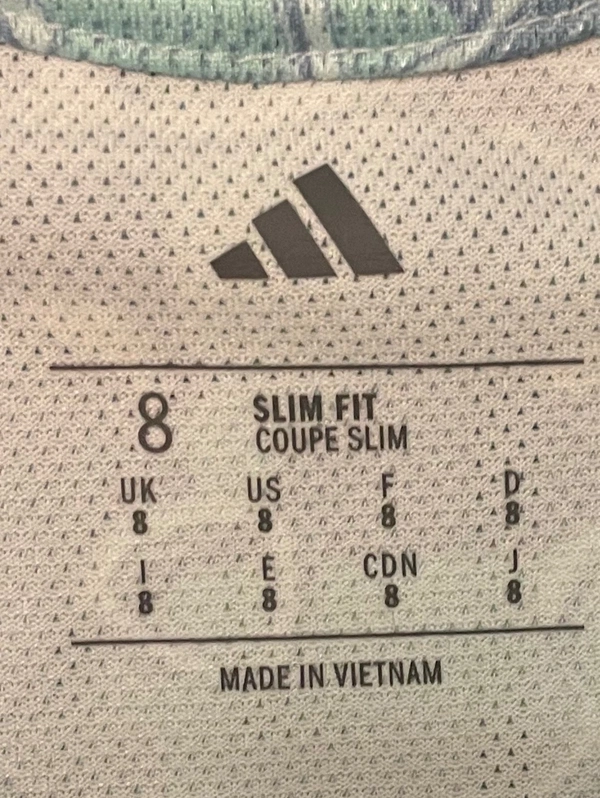 8 SLIM FIT
COUPE SLIM
UK US F D
8 8 8 8
I E CDN J
8 8 8 8
MADE IN VIETNAM